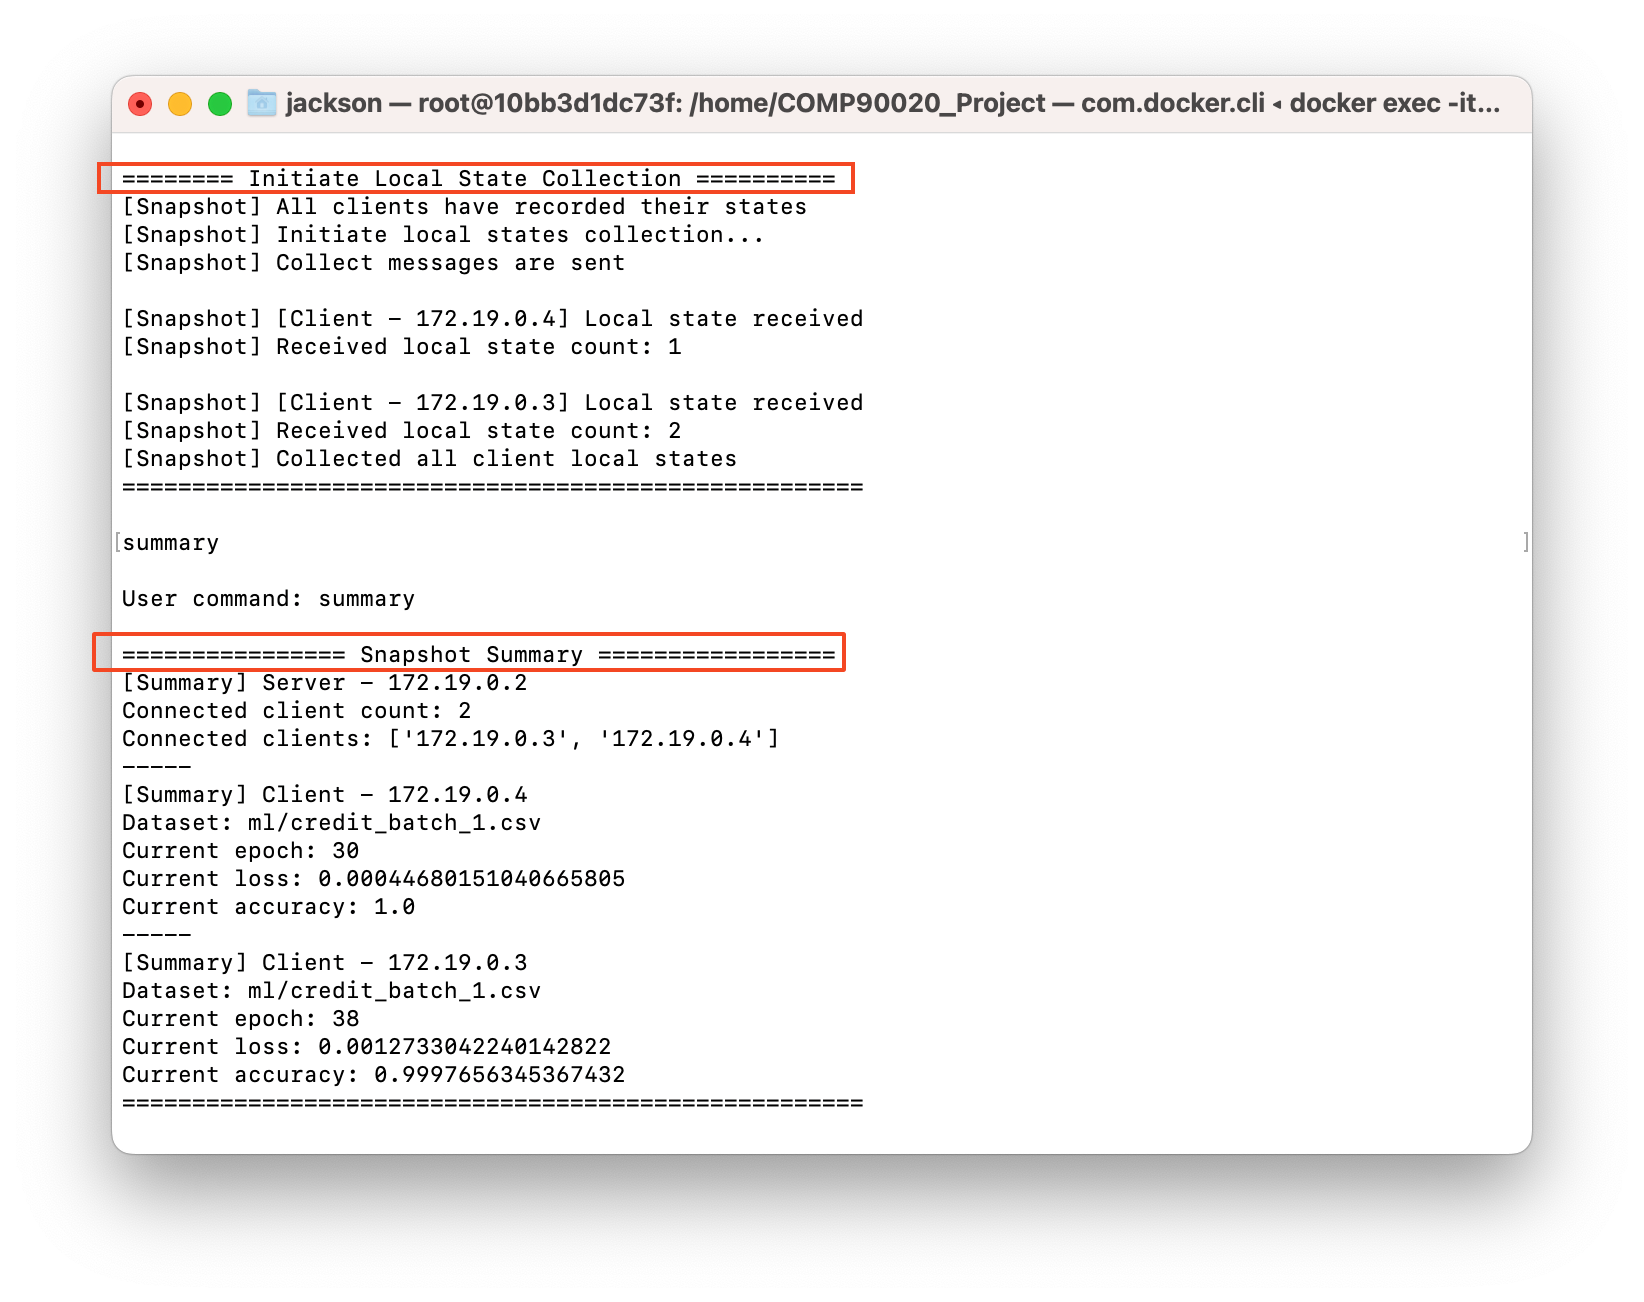 jackson — root@10bb3d1dc73f: /home/COMP90020_Project — com.docker.cli ◂ docker exec -it...
======== Initiate Local State Collection ==========
[Snapshot] All clients have recorded their states
[Snapshot] Initiate local states collection...
[Snapshot] Collect messages are sent
[Snapshot] [Client – 172.19.0.4] Local state received
[Snapshot] Received local state count: 1
[Snapshot] [Client – 172.19.0.3] Local state received
[Snapshot] Received local state count: 2
[Snapshot] Collected all client local states
=====================================================
[summary ]
User command: summary
================ Snapshot Summary =================
[Summary] Server – 172.19.0.2
Connected client count: 2
Connected clients: ['172.19.0.3', '172.19.0.4']
-----
[Summary] Client – 172.19.0.4
Dataset: ml/credit_batch_1.csv
Current epoch: 30
Current loss: 0.00044680151040665805
Current accuracy: 1.0
-----
[Summary] Client – 172.19.0.3
Dataset: ml/credit_batch_1.csv
Current epoch: 38
Current loss: 0.0012733042240142822
Current accuracy: 0.9997656345367432
=====================================================